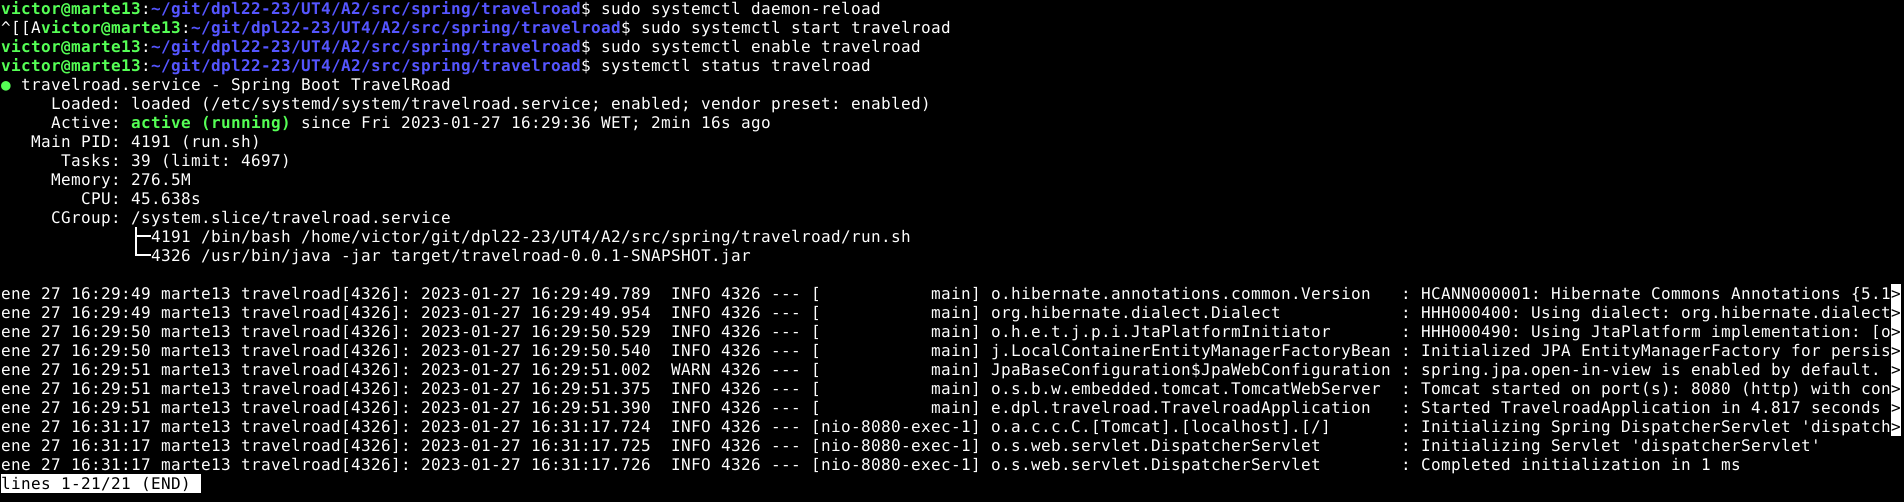 victor@marte13:~/git/dpl22-23/UT4/A2/src/spring/travelroad$ sudo systemctl daemon-reload
^[[Avictor@marte13:~/git/dpl22-23/UT4/A2/src/spring/travelroad$ sudo systemctl start travelroad
victor@marte13:~/git/dpl22-23/UT4/A2/src/spring/travelroad$ sudo systemctl enable travelroad
victor@marte13:~/git/dpl22-23/UT4/A2/src/spring/travelroad$ systemctl status travelroad
● travelroad.service - Spring Boot TravelRoad
     Loaded: loaded (/etc/systemd/system/travelroad.service; enabled; vendor preset: enabled)
     Active: active (running) since Fri 2023-01-27 16:29:36 WET; 2min 16s ago
   Main PID: 4191 (run.sh)
      Tasks: 39 (limit: 4697)
     Memory: 276.5M
        CPU: 45.638s
     CGroup: /system.slice/travelroad.service
             ├─4191 /bin/bash /home/victor/git/dpl22-23/UT4/A2/src/spring/travelroad/run.sh
             └─4326 /usr/bin/java -jar target/travelroad-0.0.1-SNAPSHOT.jar

ene 27 16:29:49 marte13 travelroad[4326]: 2023-01-27 16:29:49.789  INFO 4326 --- [           main] o.hibernate.annotations.common.Version   : HCANN000001: Hibernate Commons Annotations {5.1>
ene 27 16:29:49 marte13 travelroad[4326]: 2023-01-27 16:29:49.954  INFO 4326 --- [           main] org.hibernate.dialect.Dialect            : HHH000400: Using dialect: org.hibernate.dialect>
ene 27 16:29:50 marte13 travelroad[4326]: 2023-01-27 16:29:50.529  INFO 4326 --- [           main] o.h.e.t.j.p.i.JtaPlatformInitiator       : HHH000490: Using JtaPlatform implementation: [o>
ene 27 16:29:50 marte13 travelroad[4326]: 2023-01-27 16:29:50.540  INFO 4326 --- [           main] j.LocalContainerEntityManagerFactoryBean : Initialized JPA EntityManagerFactory for persis>
ene 27 16:29:51 marte13 travelroad[4326]: 2023-01-27 16:29:51.002  WARN 4326 --- [           main] JpaBaseConfiguration$JpaWebConfiguration : spring.jpa.open-in-view is enabled by default. >
ene 27 16:29:51 marte13 travelroad[4326]: 2023-01-27 16:29:51.375  INFO 4326 --- [           main] o.s.b.w.embedded.tomcat.TomcatWebServer  : Tomcat started on port(s): 8080 (http) with con>
ene 27 16:29:51 marte13 travelroad[4326]: 2023-01-27 16:29:51.390  INFO 4326 --- [           main] e.dpl.travelroad.TravelroadApplication   : Started TravelroadApplication in 4.817 seconds >
ene 27 16:31:17 marte13 travelroad[4326]: 2023-01-27 16:31:17.724  INFO 4326 --- [nio-8080-exec-1] o.a.c.c.C.[Tomcat].[localhost].[/]       : Initializing Spring DispatcherServlet 'dispatch>
ene 27 16:31:17 marte13 travelroad[4326]: 2023-01-27 16:31:17.725  INFO 4326 --- [nio-8080-exec-1] o.s.web.servlet.DispatcherServlet        : Initializing Servlet 'dispatcherServlet'
ene 27 16:31:17 marte13 travelroad[4326]: 2023-01-27 16:31:17.726  INFO 4326 --- [nio-8080-exec-1] o.s.web.servlet.DispatcherServlet        : Completed initialization in 1 ms
lines 1-21/21 (END)